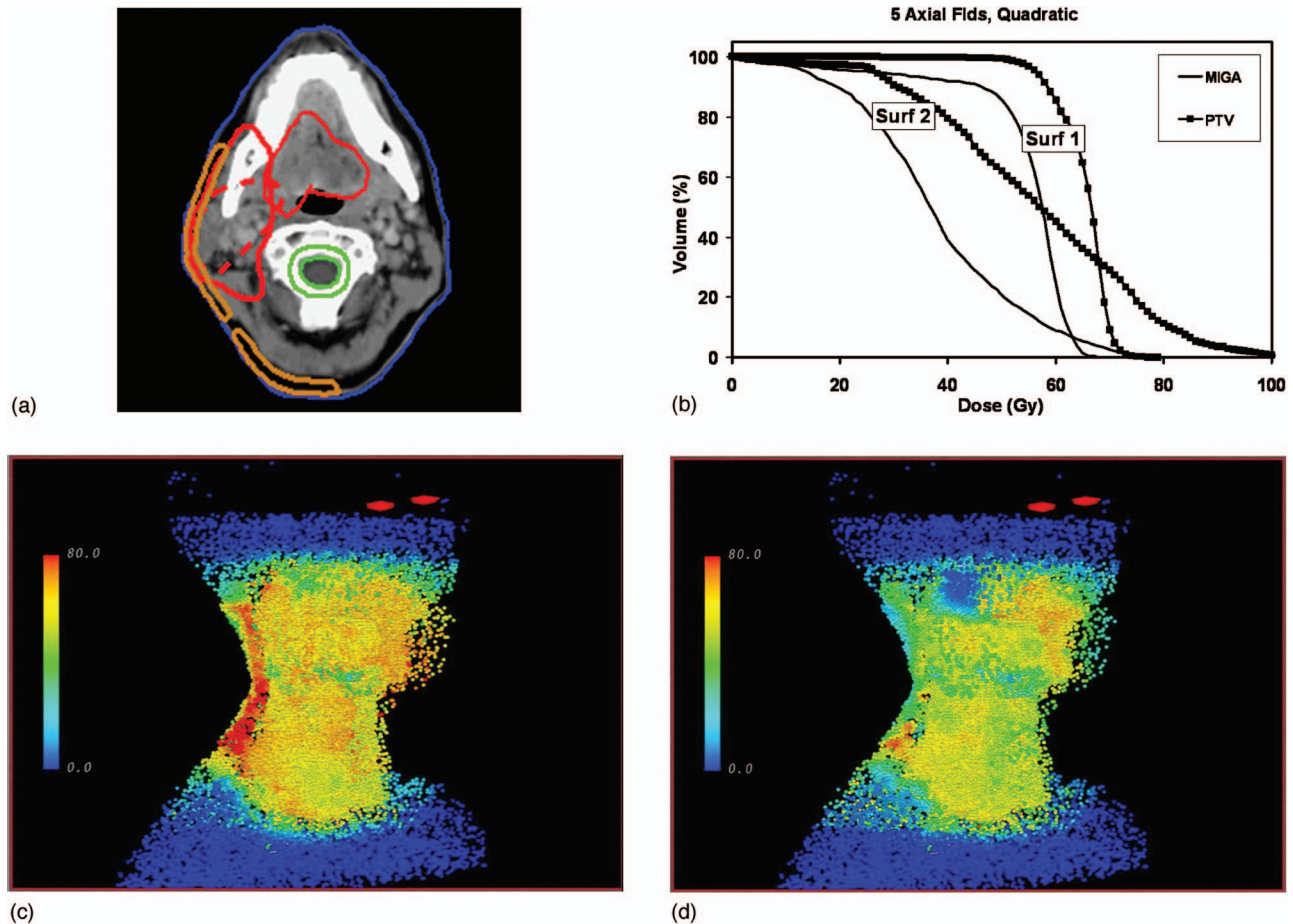 5 Axial Flds, Quadratic
100
80
60
40
20
0
Volume (%)
0
20
40
60
80
100
Dose (Gy)
Surf 2
Surf 1
MIGA
PTV
(a)
(b)
80.0
0.0
80.0
0.0
(c)
(d)